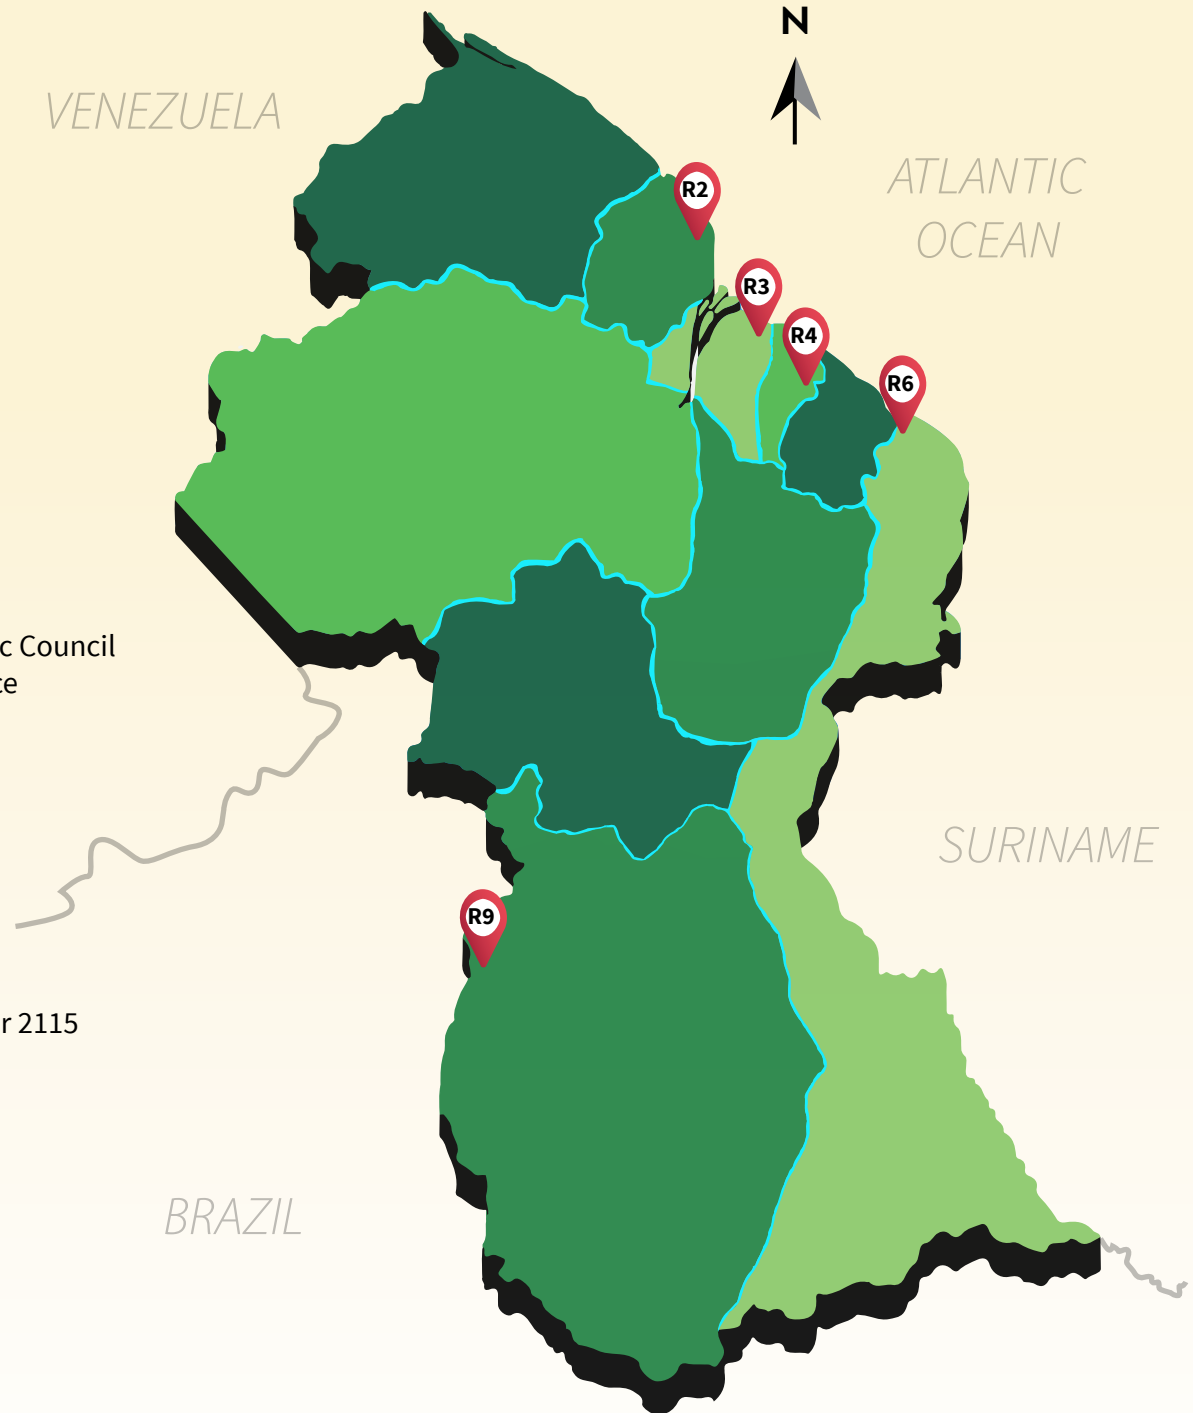 N
VENEZUELA
ATLANTIC
OCEAN
R2
R3
R4
R6
c Council
ce
SURINAME
R9
r 2115
BRAZIL